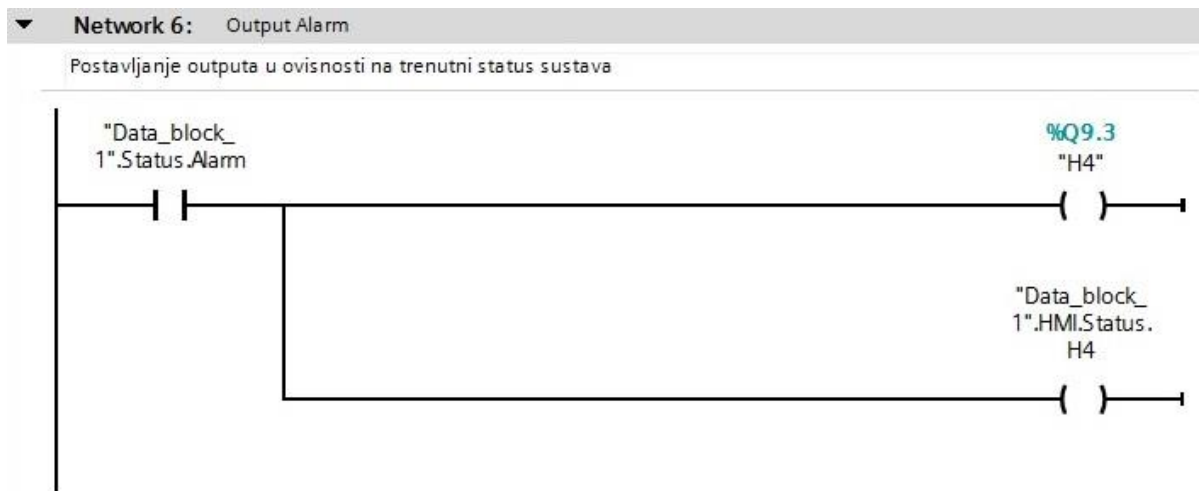 Network 6: Output Alarm
Postavljanje outputa u ovisnosti na trenutni status sustava
"Data_block_
1".Status.Alarm
%Q9.3
"H4"
"Data_block_
1".HMI.Status.
H4